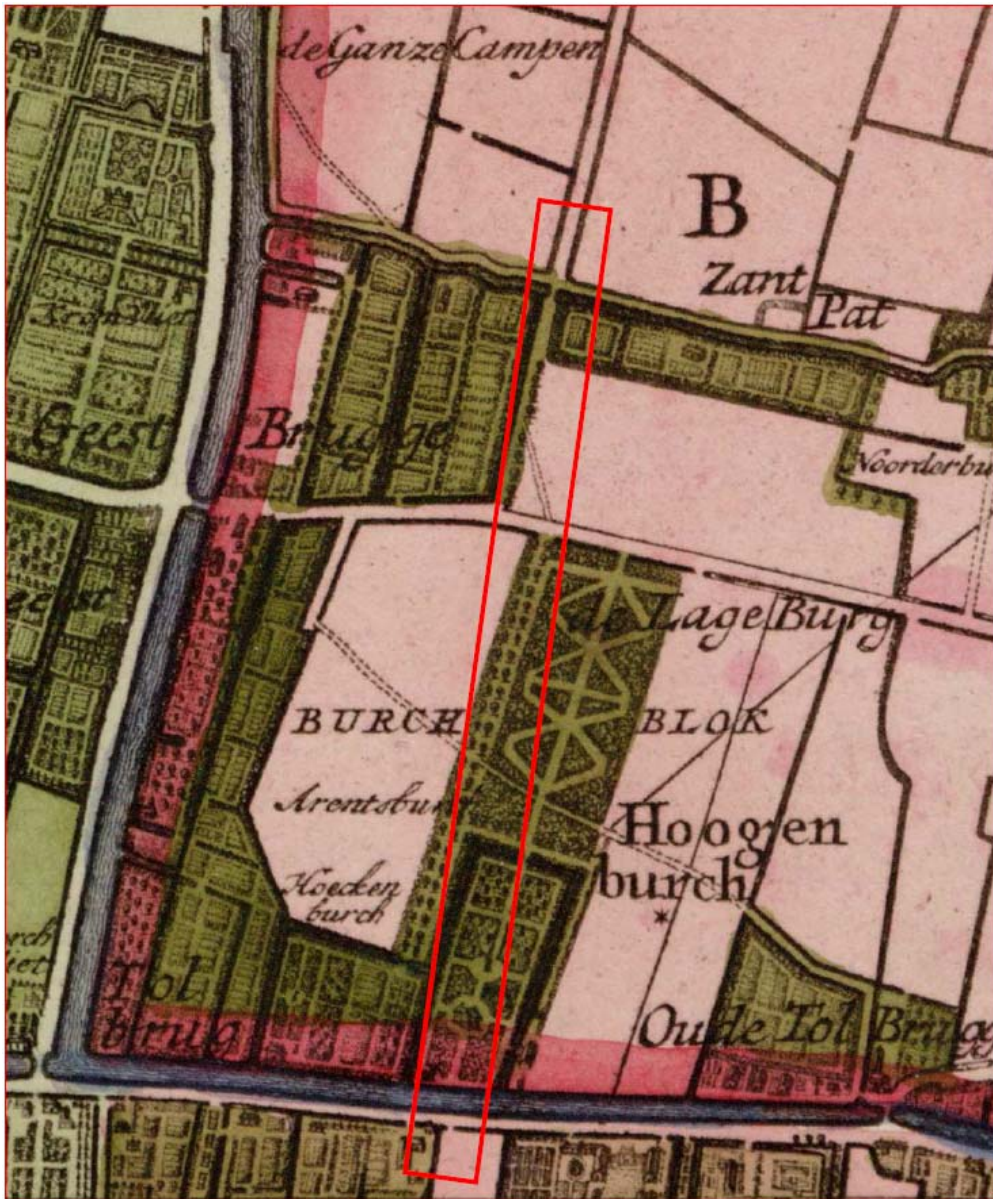 de Ganze Campen
B
Zant
Pat
Geest
Brugge
Noorderbu
de Lage Burg
BURCH
BLOK
Arentsbur
Hoogen
burch
*
Hoecken
burch
Tol
brug
Oude Tol Brugg